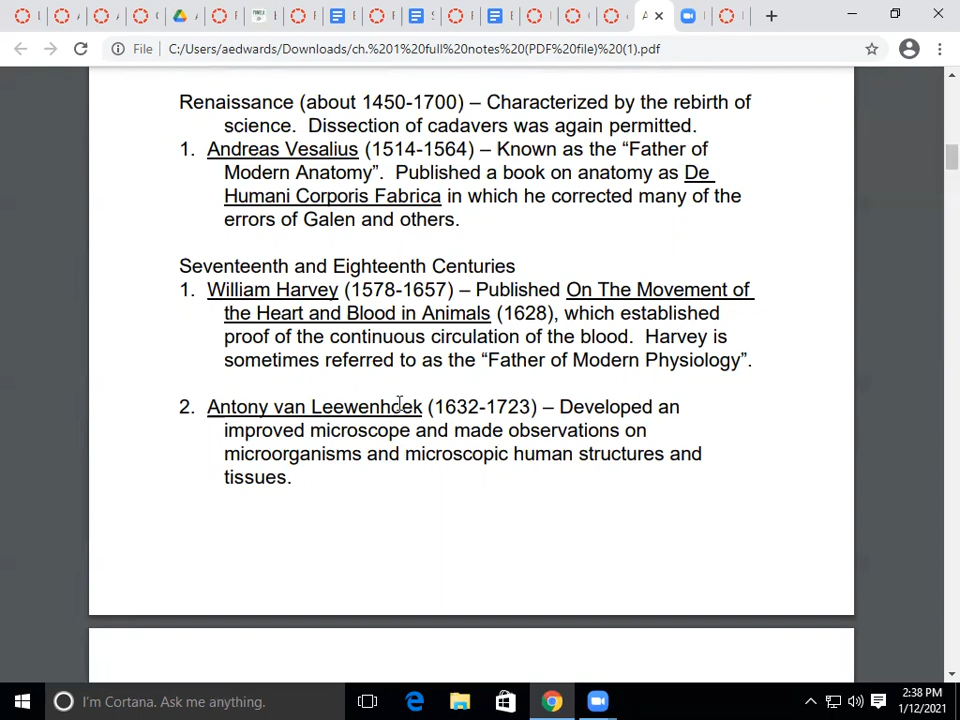 File
C:/Users/aedwards/Downloads/ch.%201%20full%20notes%20(PDF%20file)%20(1).pdf
Renaissance (about 1450-1700) – Characterized by the rebirth of
science.  Dissection of cadavers was again permitted.
1.  Andreas Vesalius (1514-1564) – Known as the “Father of
Modern Anatomy”.  Published a book on anatomy as De
Humani Corporis Fabrica in which he corrected many of the
errors of Galen and others.
Seventeenth and Eighteenth Centuries
1.  William Harvey (1578-1657) – Published On The Movement of
the Heart and Blood in Animals (1628), which established
proof of the continuous circulation of the blood.  Harvey is
sometimes referred to as the “Father of Modern Physiology”.
2.  Antony van Leewenhoek (1632-1723) – Developed an
improved microscope and made observations on
microorganisms and microscopic human structures and
tissues.
I'm Cortana. Ask me anything.
2:38 PM
1/12/2021